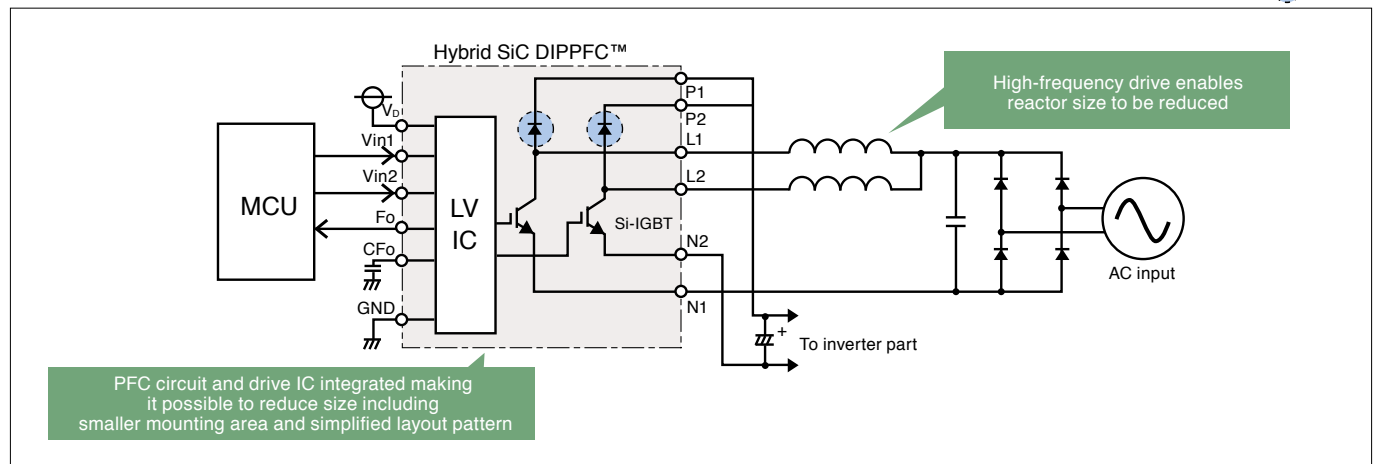 Hybrid SiC DIPPFC™
High-frequency drive enables
reactor size to be reduced
VD
P1
P2
Vin1
L1
Vin2
L2
MCU
LV
IC
Fo
Si-IGBT
CFo
N2
AC input
GND
N1
+
To inverter part
PFC circuit and drive IC integrated making
it possible to reduce size including
smaller mounting area and simplified layout pattern